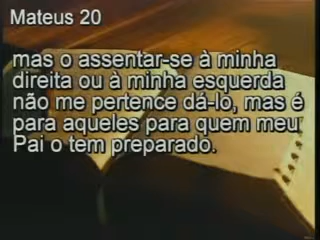 Mateus 20
mas o assentar-se à minha
direita ou à minha esquerda
não me pertence dá-lo, mas é
para aqueles para quem meu
Pai o tem preparado.